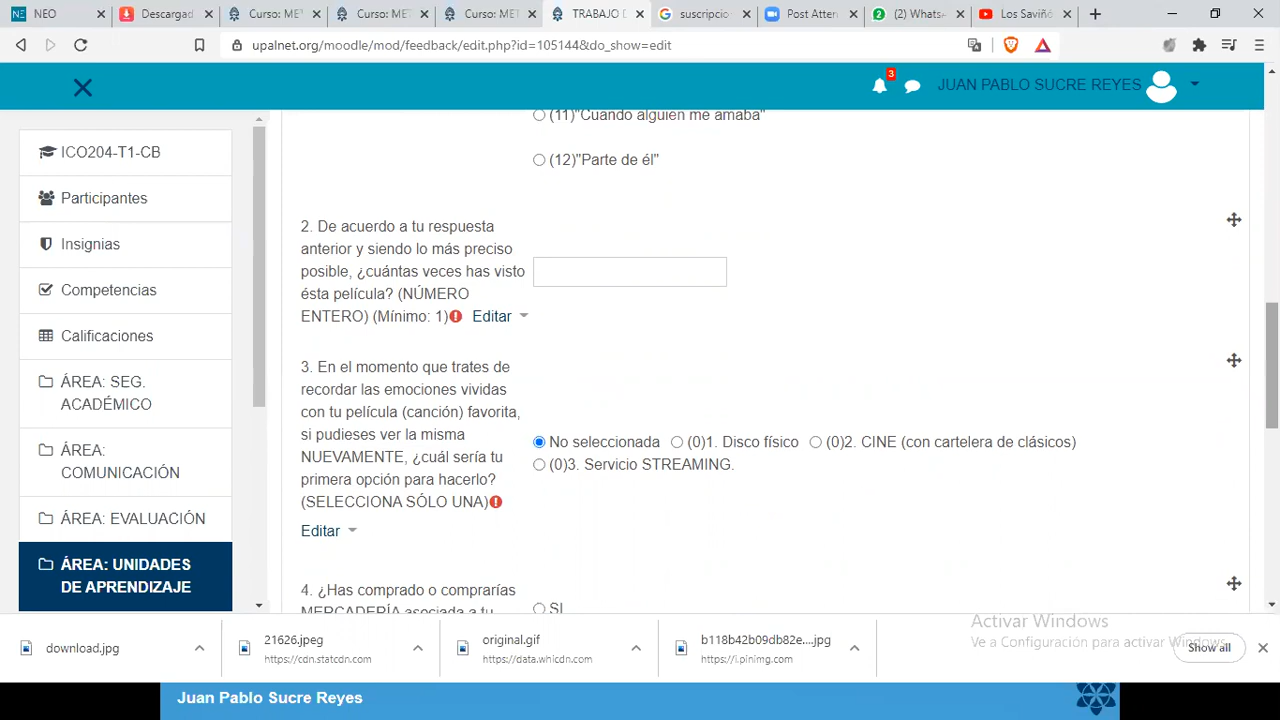 NEO
Descargad
Curso: ME
Curso: ME
Curso: ME
TRABAJO D
suscripcio
Post Atten
(2) Whats
Los Saviño
upalnet.org/moodle/mod/feedback/edit.php?id=105144&do_show=edit
3
JUAN PABLO SUCRE REYES
ICO204-T1-CB
Participantes
Insignias
Competencias
Calificaciones
ÁREA: SEG.
ACADÉMICO
ÁREA:
COMUNICACIÓN
ÁREA: EVALUACIÓN
ÁREA: UNIDADES
DE APRENDIZAJE
(11)"Cuando alguien me amaba"
(12)"Parte de él"
2. De acuerdo a tu respuesta
anterior y siendo lo más preciso
posible, ¿cuántas veces has visto
ésta película? (NÚMERO
ENTERO) (Mínimo: 1) Editar
3. En el momento que trates de
recordar las emociones vividas
con tu película (canción) favorita,
si pudieses ver la misma
NUEVAMENTE, ¿cuál sería tu
primera opción para hacerlo?
(SELECCIONA SÓLO UNA)
Editar
No seleccionada (0)1. Disco físico (0)2. CINE (con cartelera de clásicos)
(0)3. Servicio STREAMING.
4. ¿Has comprado o comprarías
MERCADERÍA asociada a tu
SI
Activar Windows
Ve a Configuración para activar Windows.
download.jpg
21626.jpeg
https://cdn.statcdn.com
original.gif
https://data.whicdn.com
b118b42b09db82e....jpg
https://i.pinimg.com
Show all
Juan Pablo Sucre Reyes